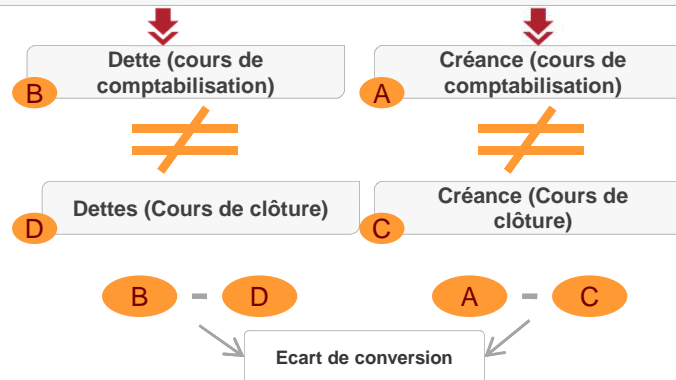 Dette (cours de
comptabilisation)
B
Créance (cours de
comptabilisation)
A
Dettes (Cours de clôture)
D
Créance (Cours de
clôture)
C
B - D
A - C
Ecart de conversion